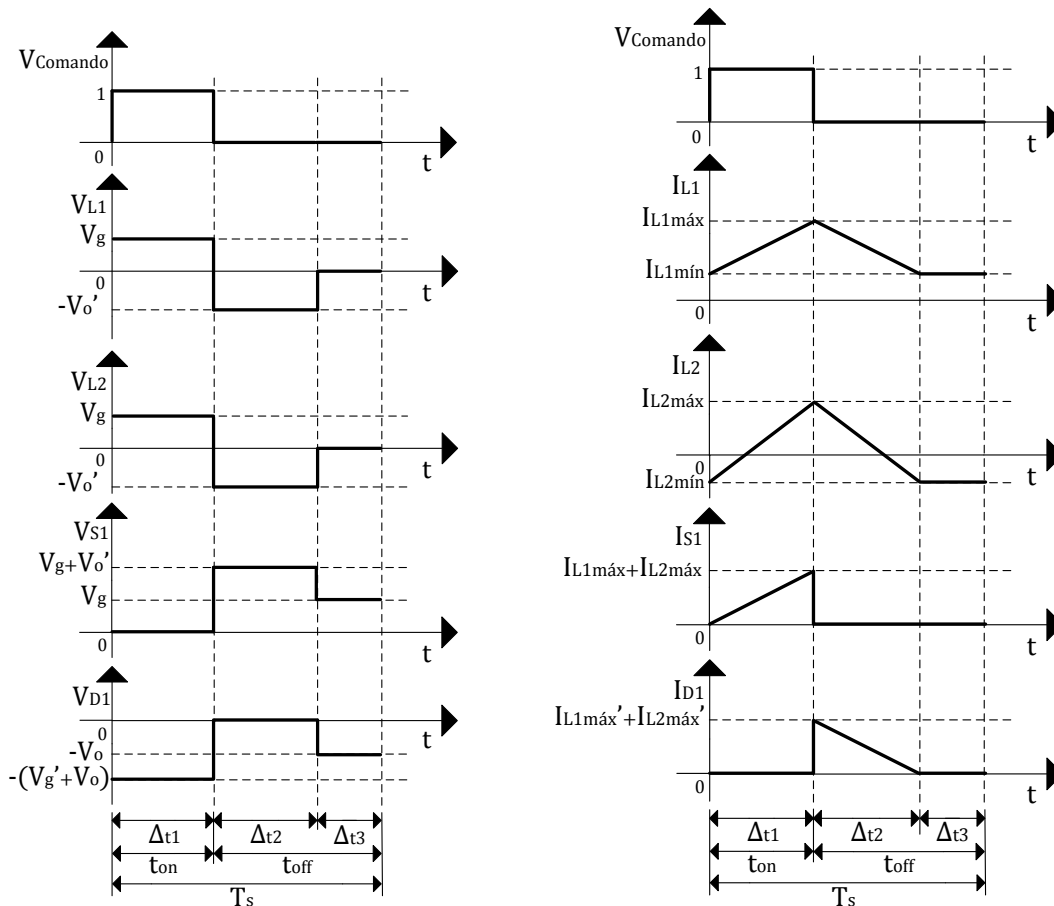 VComando
1
0
t
VL1
Vg
0
-Vo'
t
VL2
Vg
0
-Vo'
t
VS1
Vg+Vo'
Vg
0
t
VD1
0
-Vo
-(Vg'+Vo)
t
Δt1 Δt2 Δt3
ton toff
Ts
VComando
1
0
t
IL1
IL1máx
IL1mín
0
t
IL2
IL2máx
0
IL2mín
t
IS1
IL1máx+IL2máx
0
t
ID1
IL1máx'+IL2máx'
0
t
Δt1 Δt2 Δt3
ton toff
Ts